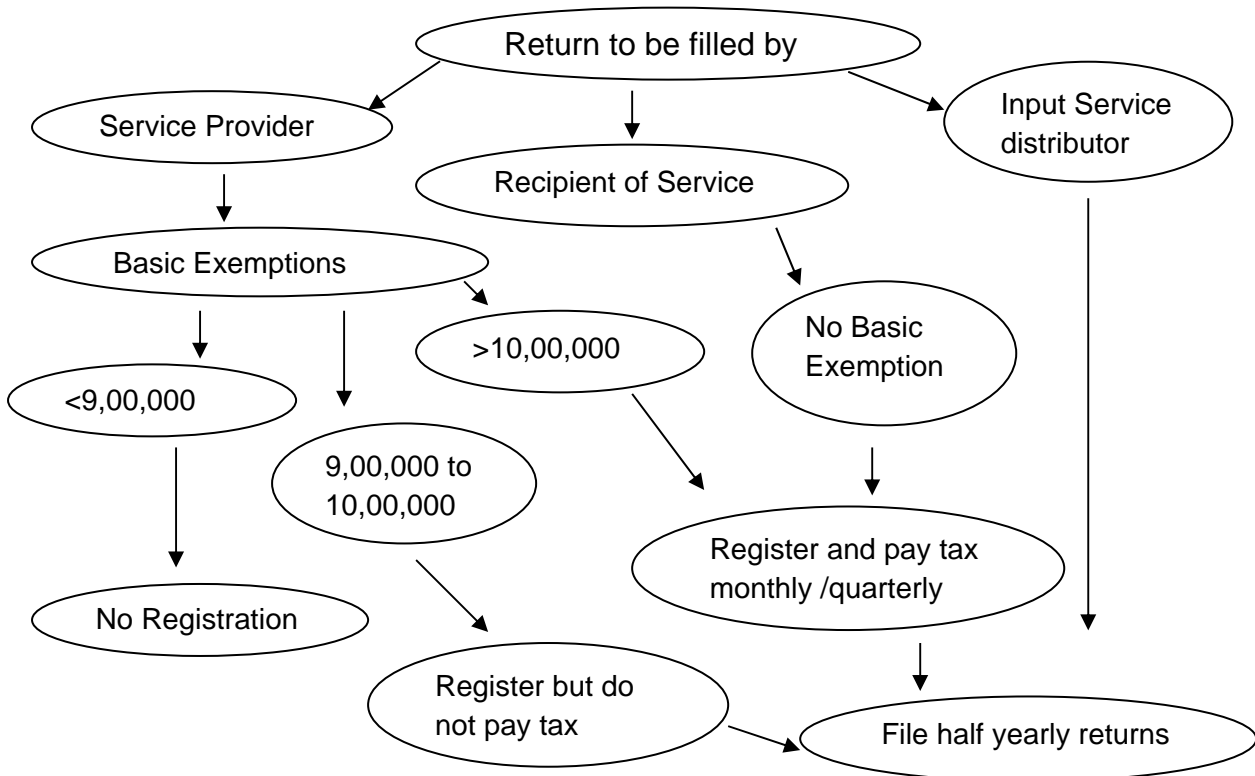 Return to be filled by
Service Provider
Input Service
distributor
Recipient of Service
Basic Exemptions
>10,00,000
No Basic
Exemption
<9,00,000
9,00,000 to
10,00,000
Register and pay tax
monthly /quarterly
No Registration
Register but do
not pay tax
File half yearly returns